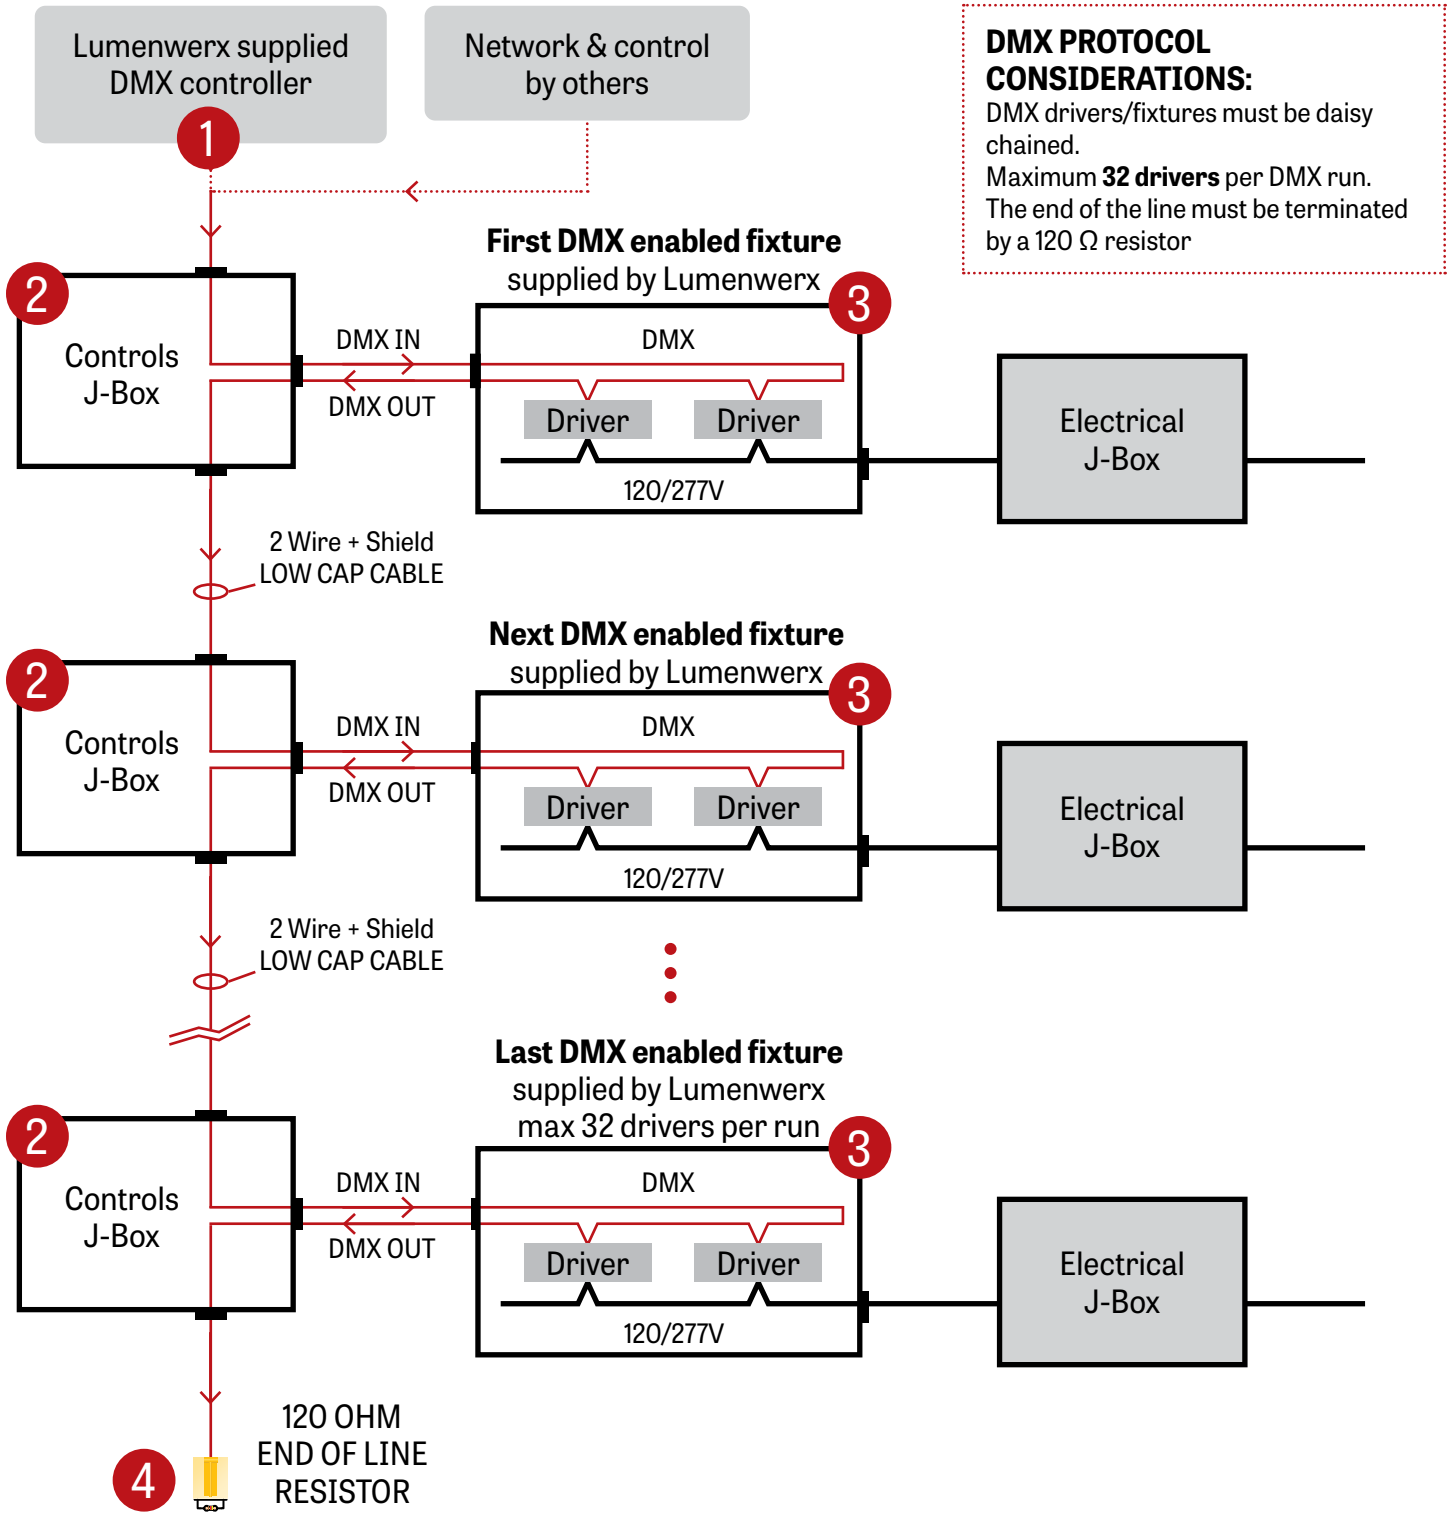 Lumenwerx supplied
DMX controller
1
Network & control
by others
DMX PROTOCOL
CONSIDERATIONS:
DMX drivers/fixtures must be daisy
chained.
Maximum 32 drivers per DMX run.
The end of the line must be terminated
by a 120 Ω resistor
First DMX enabled fixture
supplied by Lumenwerx
2
Controls
J-Box
DMX IN
DMX OUT
3
DMX
Driver
Driver
120/277V
Electrical
J-Box
2 Wire + Shield
LOW CAP CABLE
Next DMX enabled fixture
supplied by Lumenwerx
2
Controls
J-Box
DMX IN
DMX OUT
3
DMX
Driver
Driver
120/277V
Electrical
J-Box
2 Wire + Shield
LOW CAP CABLE
Last DMX enabled fixture
supplied by Lumenwerx
max 32 drivers per run
2
Controls
J-Box
DMX IN
DMX OUT
3
DMX
Driver
Driver
120/277V
Electrical
J-Box
4
120 OHM
END OF LINE
RESISTOR